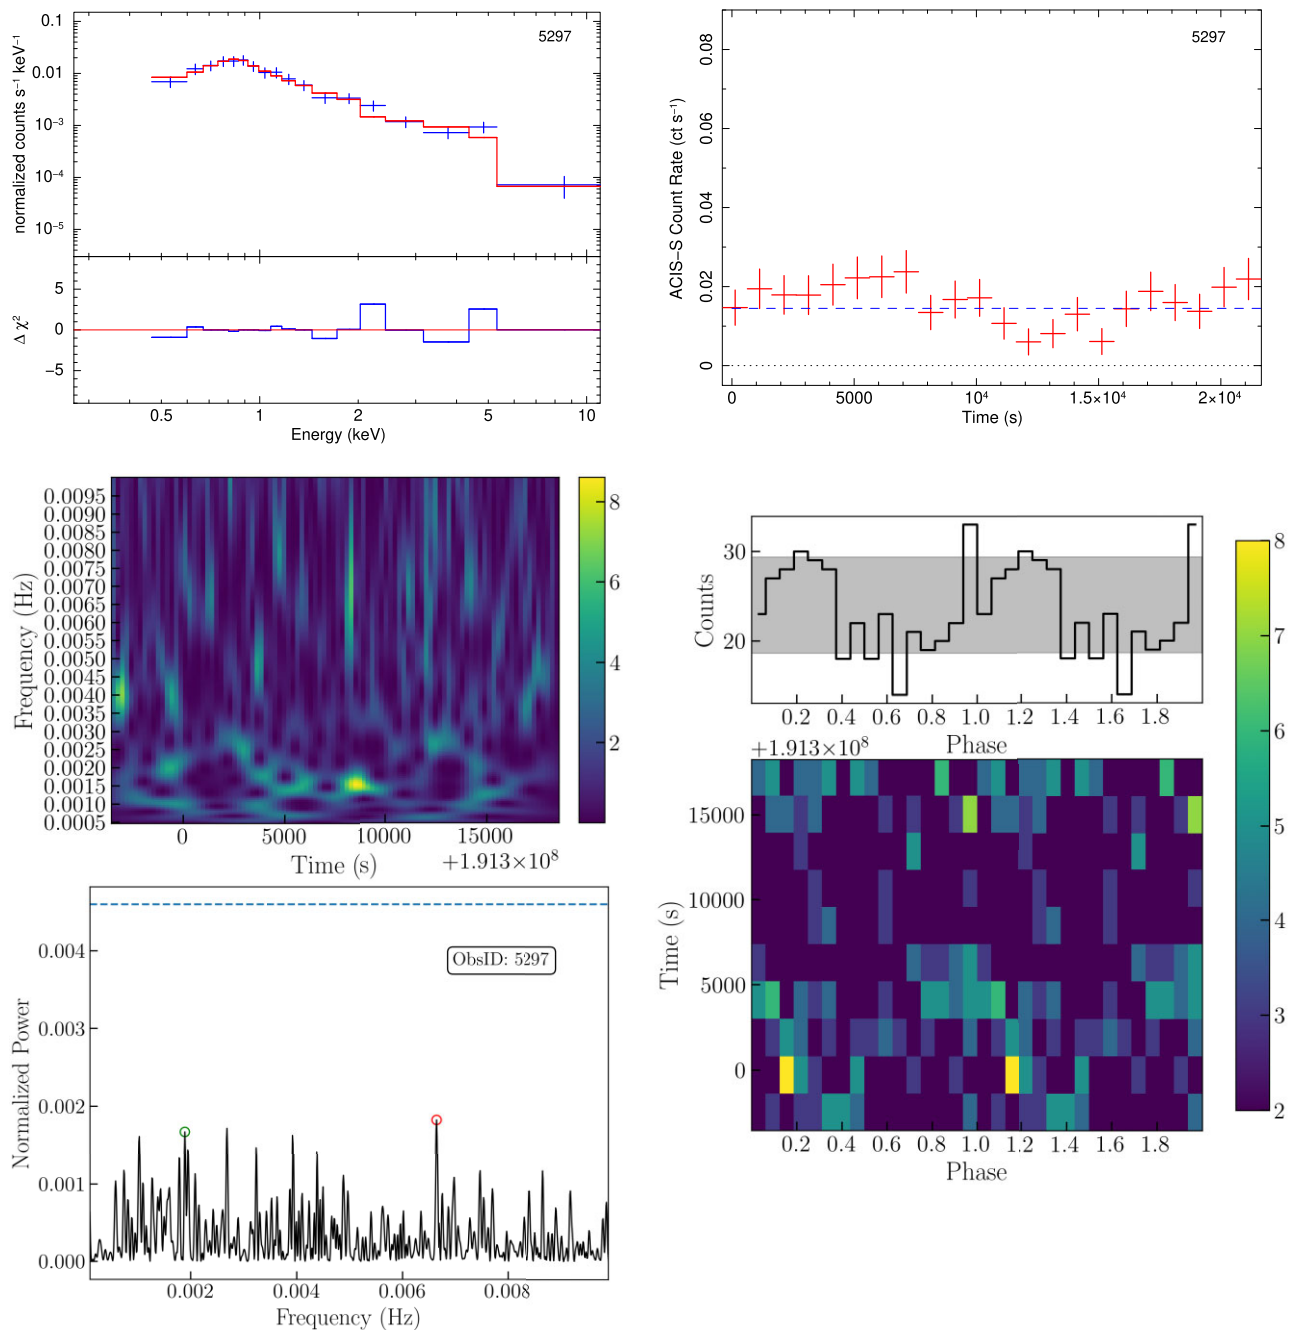 5297
0.1
0.01
10⁻³
10⁻⁴
10⁻⁵
normalized counts s⁻¹ keV⁻¹
5
0
−5
Δ χ²
0.5 1 2 5 10
Energy (keV)
5297
0.08
0.06
0.04
0.02
0
ACIS−S Count Rate (ct s⁻¹)
0 5000 10⁴ 1.5×10⁴ 2×10⁴
Time (s)
0.0095
0.0090
0.0085
0.0080
0.0075
0.0070
0.0065
0.0060
0.0055
0.0050
0.0045
0.0040
0.0035
0.0030
0.0025
0.0020
0.0015
0.0010
0.0005
Frequency (Hz)
0 5000 10000 15000
Time (s) +1.913×10⁸
8
6
4
2
30
20
Counts
0.2 0.4 0.6 0.8 1.0 1.2 1.4 1.6 1.8
Phase
+1.913×10⁸
15000
10000
5000
0
Time (s)
0.2 0.4 0.6 0.8 1.0 1.2 1.4 1.6 1.8
Phase
8
7
6
5
4
3
2
ObsID: 5297
0.004
0.003
0.002
0.001
0.000
Normalized Power
0.002 0.004 0.006 0.008
Frequency (Hz)